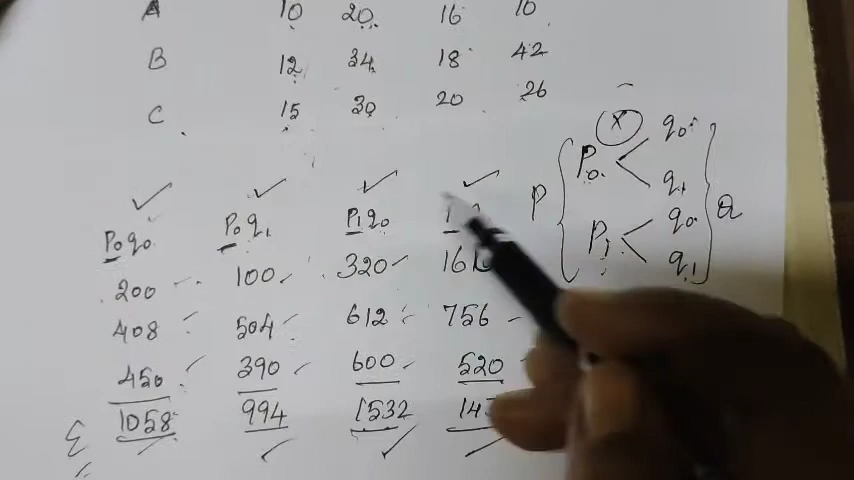 A 10 20 16 10
B 12 34 18 42
C 15 30 20 26
P0q0 P0q1 P1q0
200 100 320
408 504 612 756
450 390 600 520
Σ 1058 994 1532
P { P0 (x) q0 q1
P1 q0 q1 } Q